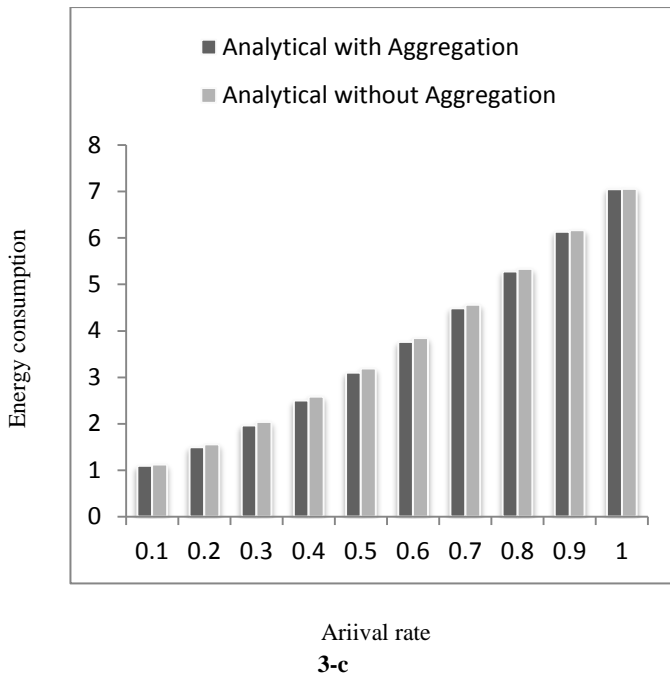 Analytical with Aggregation
Analytical without Aggregation
8
7
6
5
4
3
2
1
0
Energy consumption
0.1 0.2 0.3 0.4 0.5 0.6 0.7 0.8 0.9 1
Ariival rate
3-c